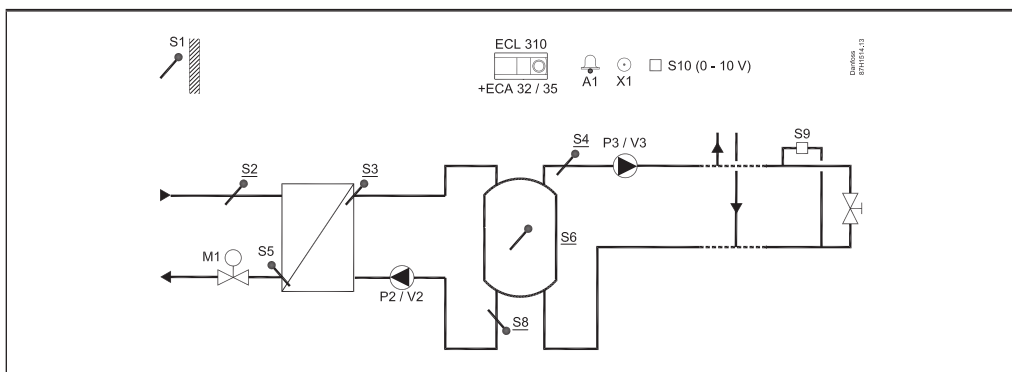 S1
ECL 310
+ECA 32 / 35
A1
X1
S10 (0 - 10 V)
Danfoss
87H1514.13
S2
S3
S4
P3 / V3
S9
S6
M1
S5
P2 / V2
S8